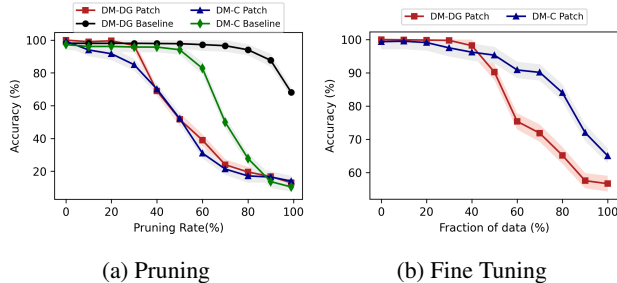 DM-DG Patch DM-C Patch
DM-DG Baseline DM-C Baseline
Accuracy (%)
100
80
60
40
20
0 20 40 60 80 100
Pruning Rate(%)
(a) Pruning
DM-DG Patch DM-C Patch
Accuracy (%)
100
90
80
70
60
0 20 40 60 80 100
Fraction of data (%)
(b) Fine Tuning